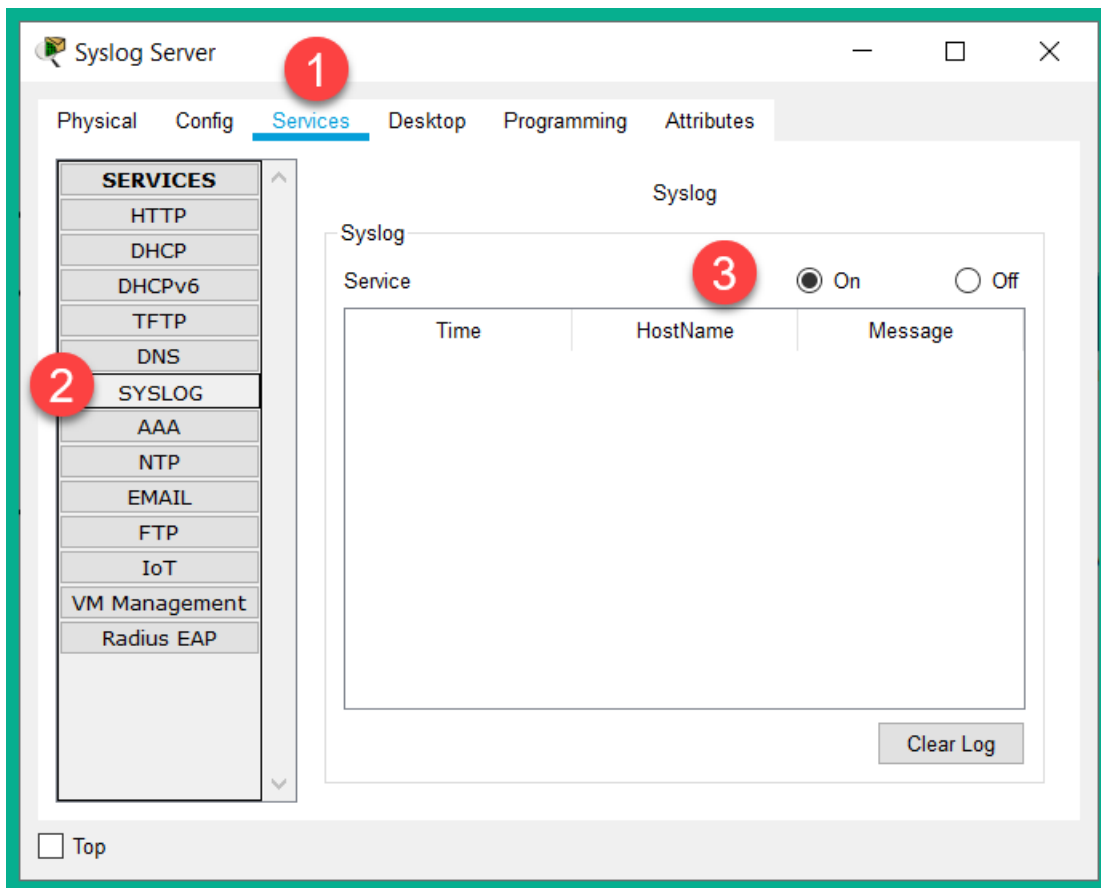 Syslog Server
1
Physical Config Services Desktop Programming Attributes
SERVICES
HTTP
DHCP
DHCPv6
TFTP
DNS
2
SYSLOG
AAA
NTP
EMAIL
FTP
IoT
VM Management
Radius EAP
Syslog
Syslog
Service 3 On Off
Time HostName Message
Clear Log
Top